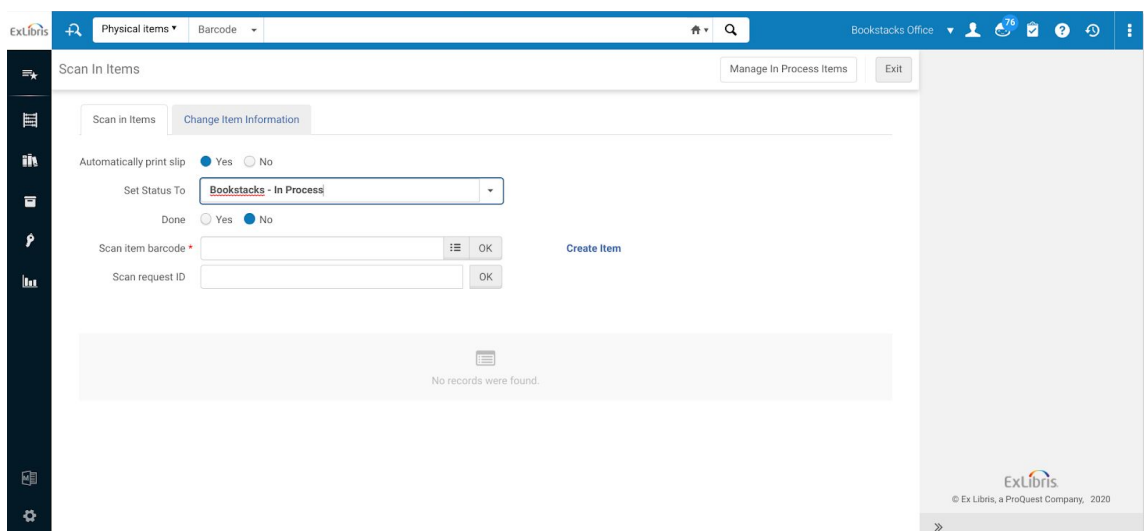 ExLibris Physical items Barcode Bookstacks Office 76
Scan In Items Manage In Process Items Exit
Scan in Items Change Item Information
Automatically print slip Yes No
Set Status To Bookstacks - In Process
Done Yes No
Scan item barcode * OK Create Item
Scan request ID OK
No records were found.
ExLibris
© Ex Libris, a ProQuest Company, 2020